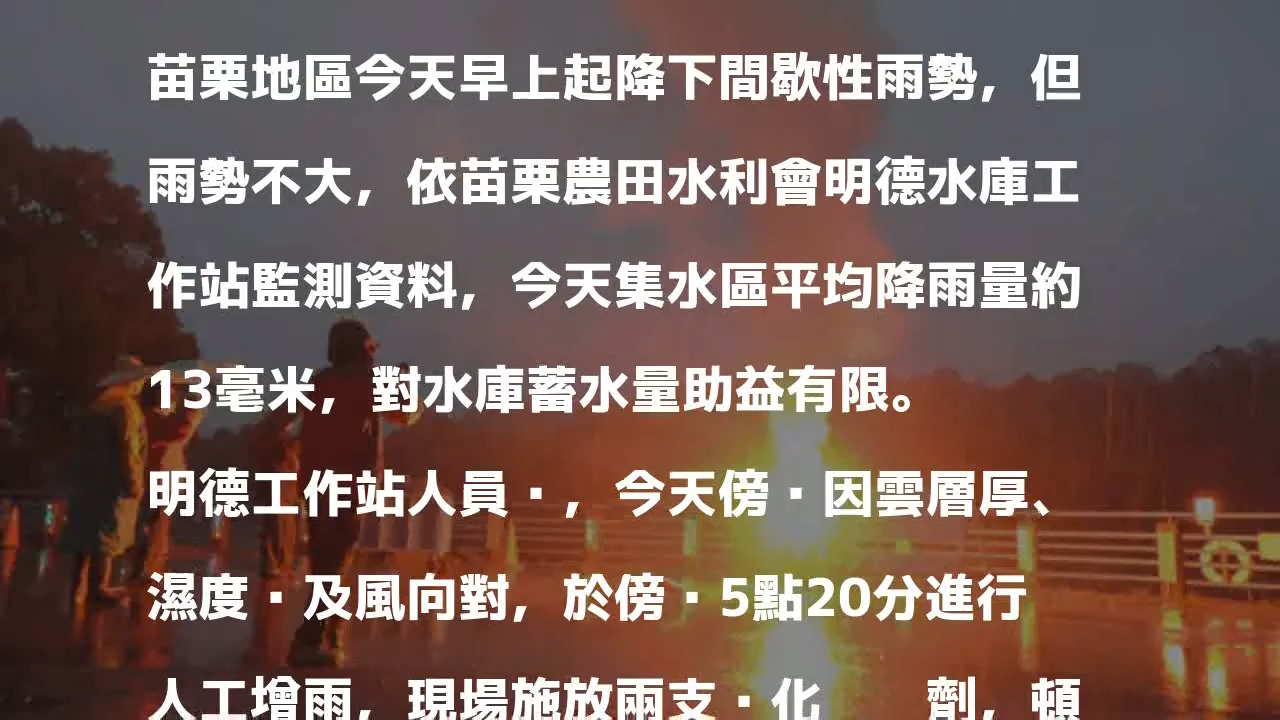 苗栗地區今天早上起降下間歇性雨勢，但
雨勢不大，依苗栗農田水利會明德水庫工
作站監測資料，今天集水區平均降雨量約
13毫米，對水庫蓄水量助益有限。
明德工作站人員▪，今天傍▪因雲層厚、
濕度▪及風向對，於傍▪5點20分進行
人工增雨，現場施放兩支▪化　　劑，頓